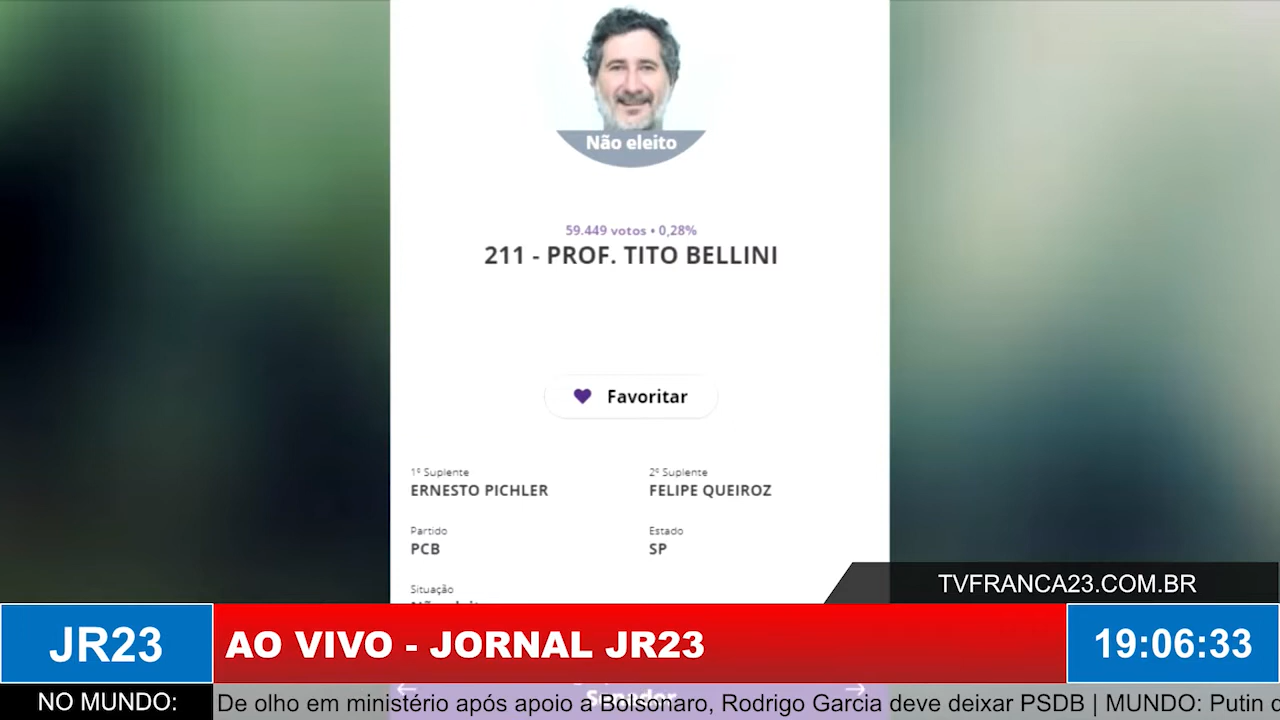 Não eleito
59.449 votos • 0,28%
211 - PROF. TITO BELLINI
Favoritar
1º Suplente
ERNESTO PICHLER
2º Suplente
FELIPE QUEIROZ
Partido
PCB
Estado
SP
Situação
TVFRANCA23.COM.BR
JR23
AO VIVO - JORNAL JR23
19:06:33
Senador
NO MUNDO:
De olho em ministério após apoio a Bolsonaro, Rodrigo Garcia deve deixar PSDB | MUNDO: Putin